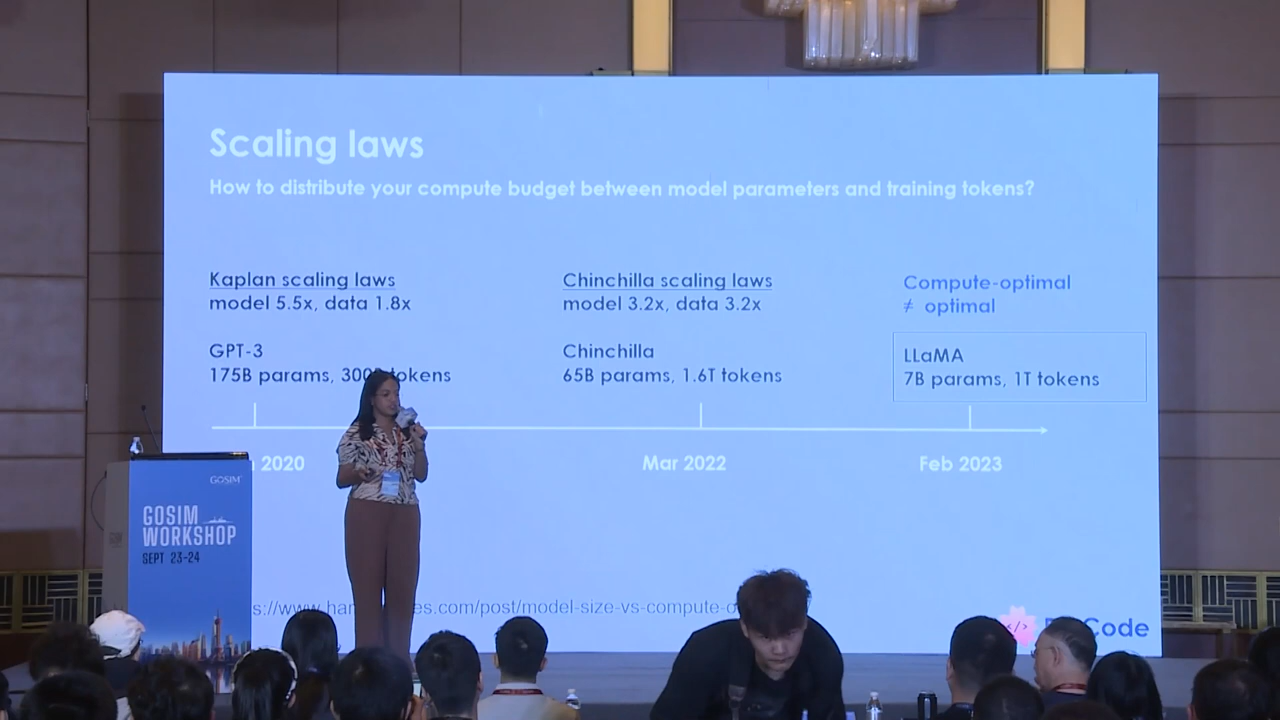 Scaling laws
How to distribute your compute budget between model parameters and training tokens?
Kaplan scaling laws
model 5.5x, data 1.8x
GPT-3
175B params, 300B tokens
Chinchilla scaling laws
model 3.2x, data 3.2x
Chinchilla
65B params, 1.6T tokens
Compute-optimal
≠ optimal
LLaMA
7B params, 1T tokens
2020
Mar 2022
Feb 2023
Code
GOSIM
GOSIM
WORKSHOP
SEPT 23-24